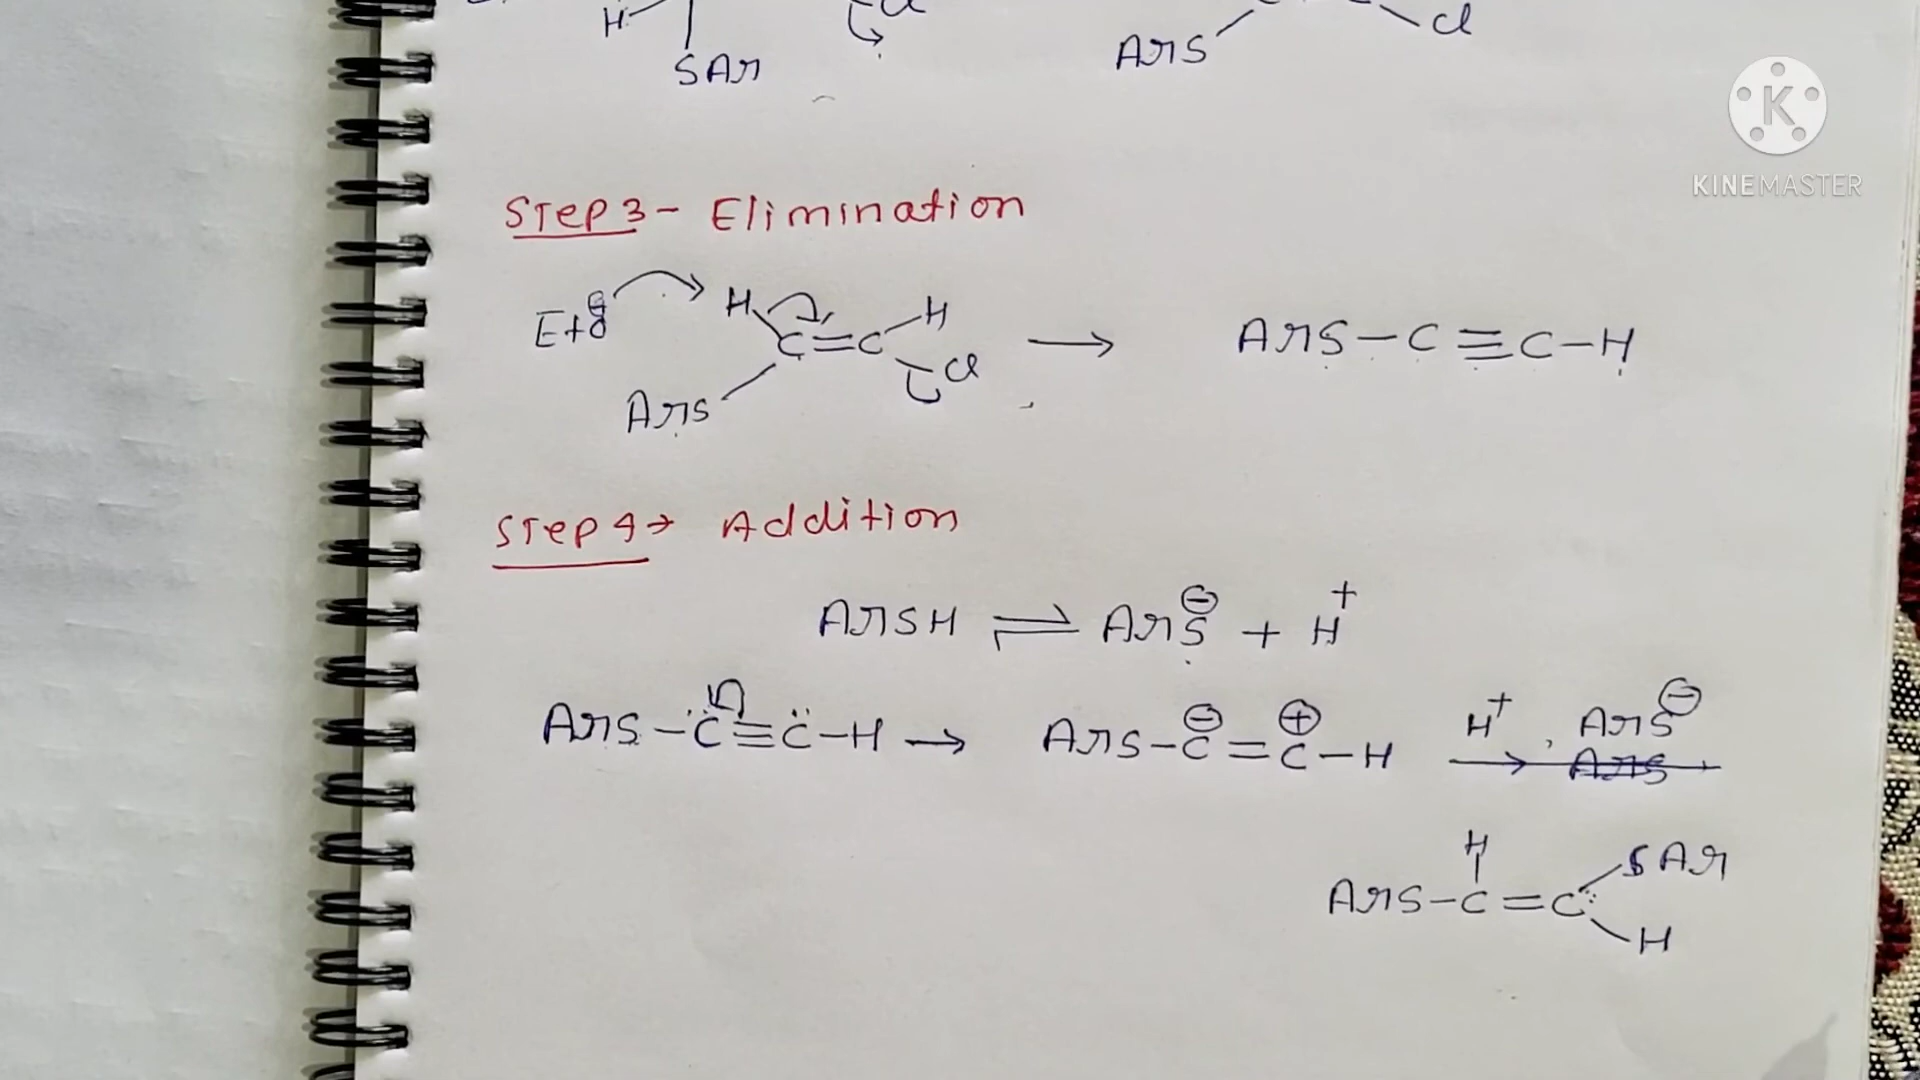 H Cl Cl
SAr ArS
KINEMASTER
Step 3 - Elimination
EtO H H
C=C → ArS-C≡C-H
ArS Cl
Step 4 → Addition
ArSH ⇌ ArS⊖ + H+
ArS-C≡C-H → ArS-C⊖=C⊕-H H+, ArS⊖
H SAr
ArS-C=C
H